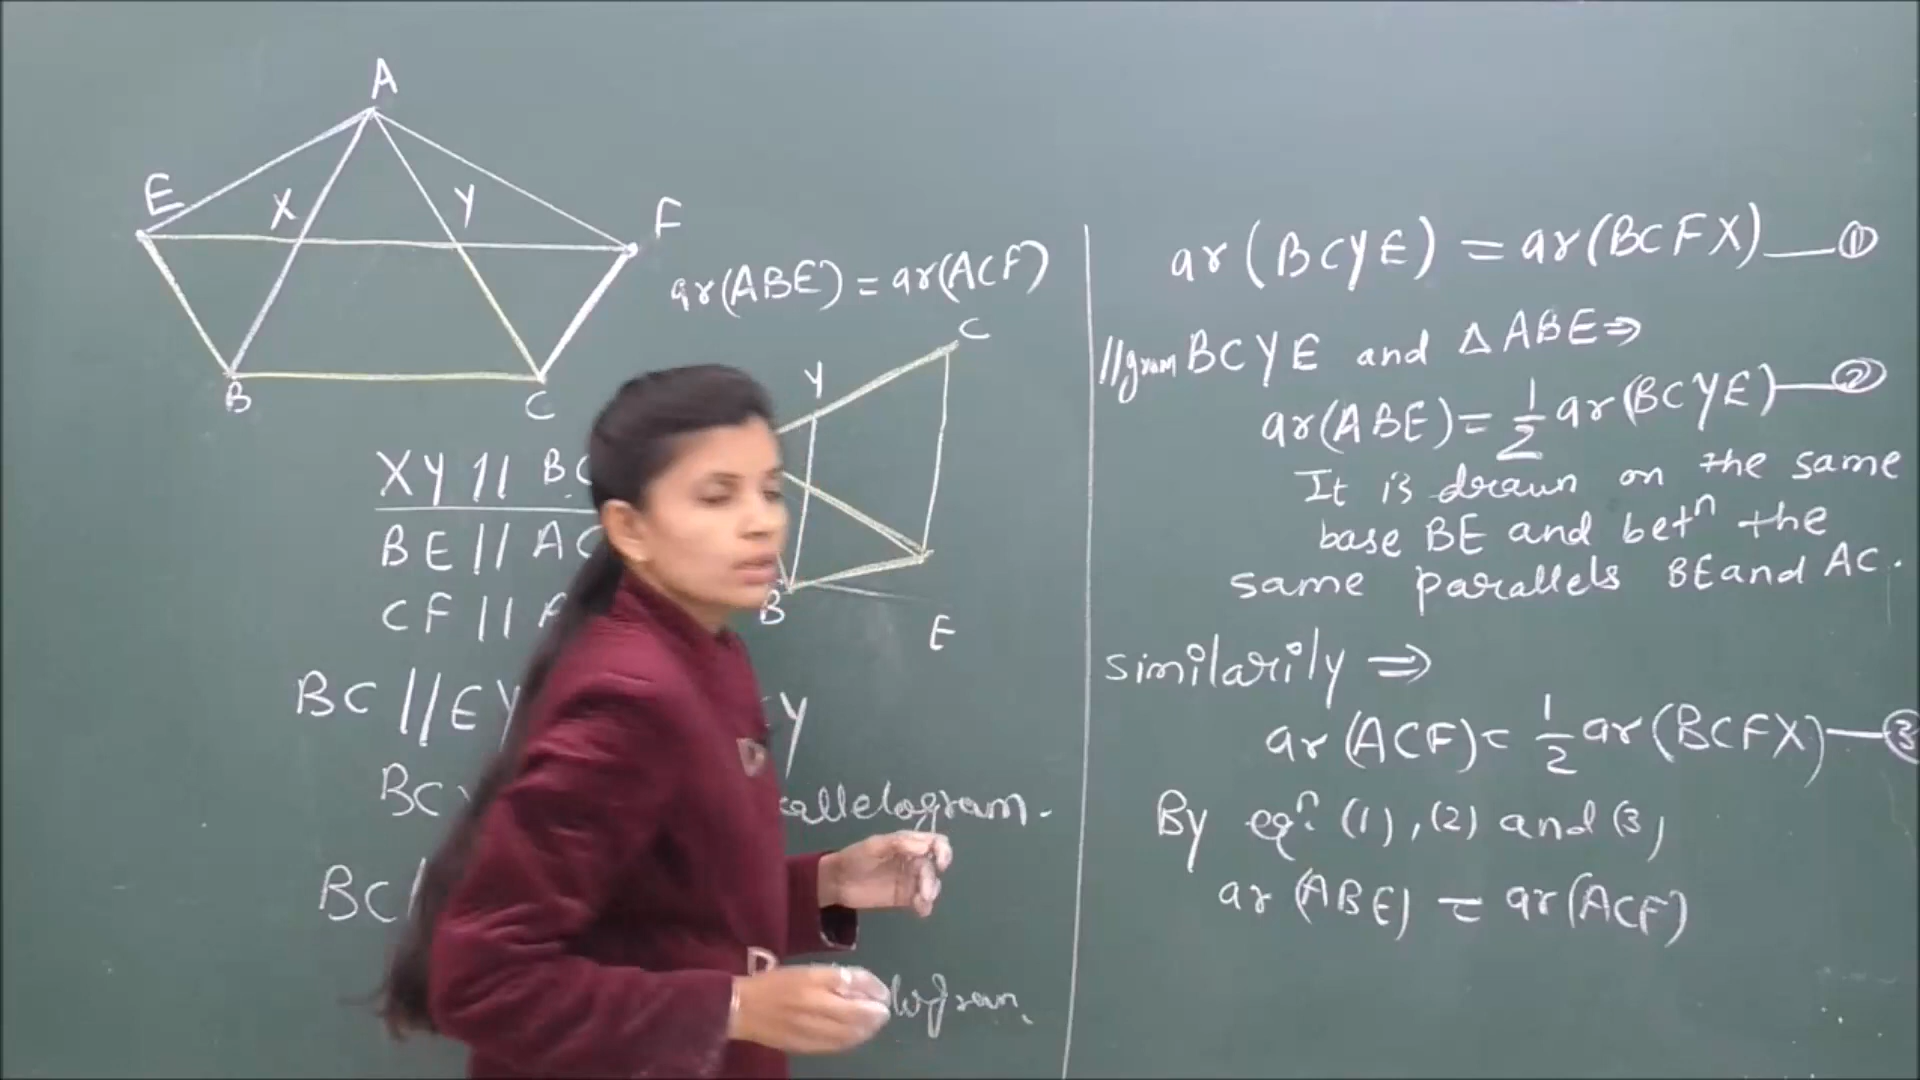 A
E
X
Y
F
B
C
ar(ABE) = ar(ACF)
C
Y
B
E
XY // BC
BE // AC
CF //
BC // EY
BC
BC
ar (BCYE) = ar(BCFX) — ①
//gram BCYE and Δ ABE ⇒
ar(ABE) = 1/2 ar (BCYE) — ②
It is drawn on the same
base BE and betⁿ the
same parallels BE and AC.
similarily ⇒
ar (ACF) = 1/2 ar (BCFX) — ③
By eqⁿ: (1), (2) and (3)
ar (ABE) = ar (ACF)